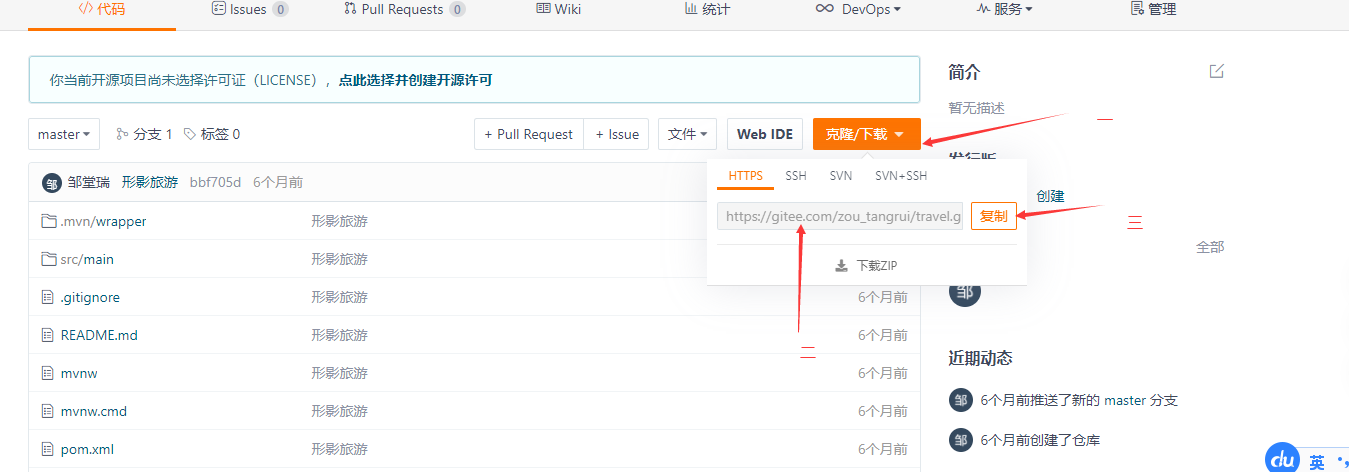 代码 Issues 0 Pull Requests 0 Wiki 统计 DevOps 服务 管理
你当前开源项目尚未选择许可证（LICENSE），点此选择并创建开源许可
简介
暂无描述
master 分支 1 标签 0 + Pull Request + Issue 文件 Web IDE 克隆/下载
一
发行版
HTTPS SSH SVN SVN+SSH
邹 邹堂瑞 形影旅游 bbf705d 6个月前
创建
https://gitee.com/zou_tangrui/travel.g 复制
三
.mvn/wrapper 形影旅游
全部
src/main 形影旅游
下载ZIP
邹
.gitignore 形影旅游 6个月前
README.md 形影旅游 6个月前
二
近期动态
mvnw 形影旅游 6个月前
邹 6个月前推送了新的 master 分支
mvnw.cmd 形影旅游 6个月前
邹 6个月前创建了仓库
pom.xml 形影旅游 6个月前
du 英